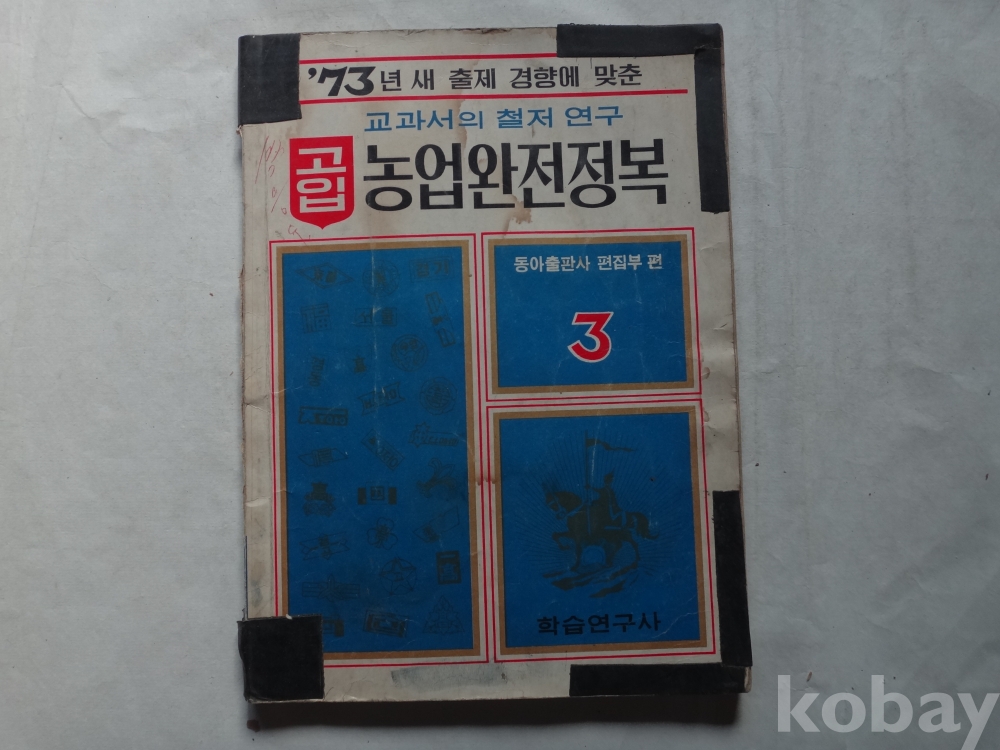 '73년 새 출제 경향에 맞춘
교과서의 철저 연구
고입
농업완전정복
동아출판사 편집부 편
3
학습연구사
kobay